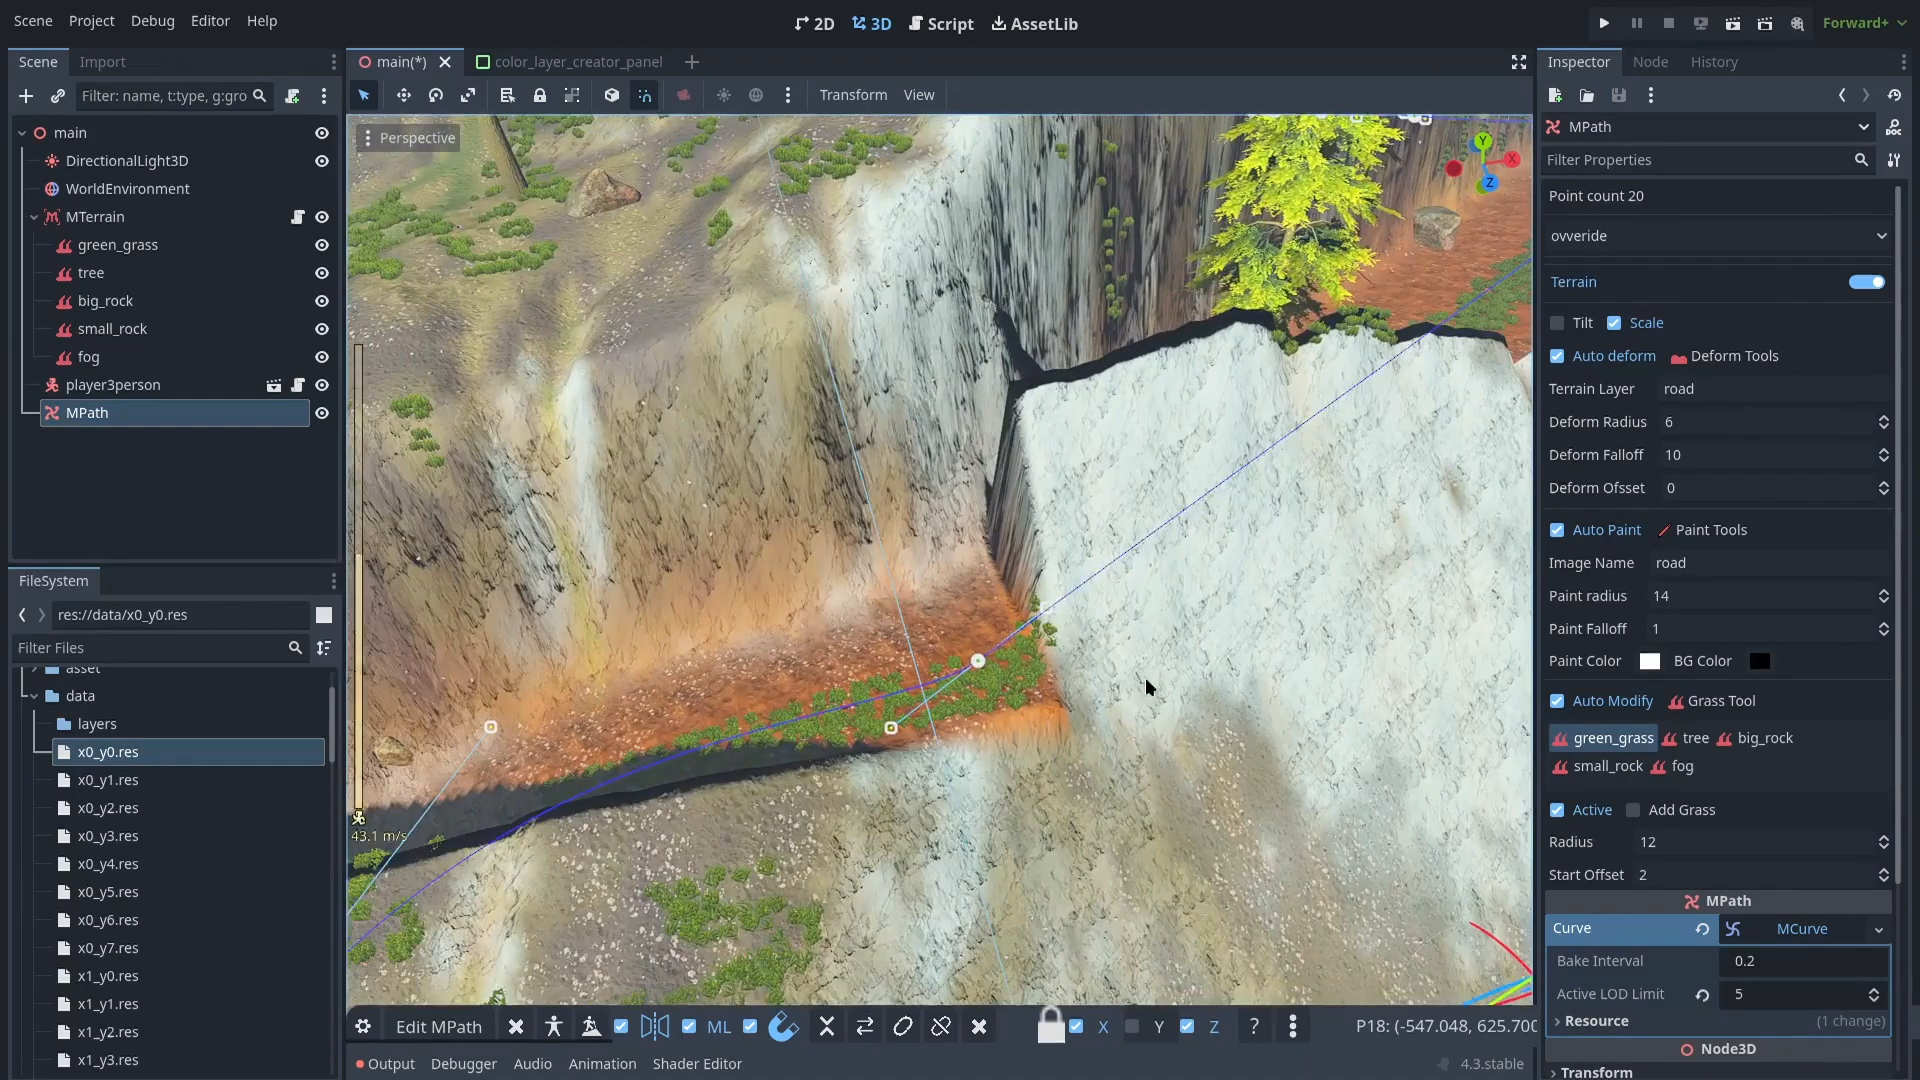 Scene Project Debug Editor Help
2D 3D Script AssetLib
Forward+
Scene Import
Filter: name, t:type, g:gro
main
DirectionalLight3D
WorldEnvironment
MTerrain
green_grass
tree
big_rock
small_rock
fog
player3person
MPath
FileSystem
res://data/x0_y0.res
Filter Files
asset
data
layers
x0_y0.res
x0_y1.res
x0_y2.res
x0_y3.res
x0_y4.res
x0_y5.res
x0_y6.res
x0_y7.res
x1_y0.res
x1_y1.res
x1_y2.res
x1_y3.res
main(*) color_layer_creator_panel
Transform View
Perspective
Y
X
Z
43.1 m/s
Edit MPath ML X Y Z ? P18: (-547.048, 625.700
Output Debugger Audio Animation Shader Editor 4.3.stable
Inspector Node History
MPath
DOC
Filter Properties
Point count 20
ovveride
Terrain
Tilt Scale
Auto deform Deform Tools
Terrain Layer road
Deform Radius 6
Deform Falloff 10
Deform Ofsset 0
Auto Paint Paint Tools
Image Name road
Paint radius 14
Paint Falloff 1
Paint Color BG Color
Auto Modify Grass Tool
green_grass tree big_rock
small_rock fog
Active Add Grass
Radius 12
Start Offset 2
MPath
Curve MCurve
Bake Interval 0.2
Active LOD Limit 5
Resource (1 change)
Node3D
Transform